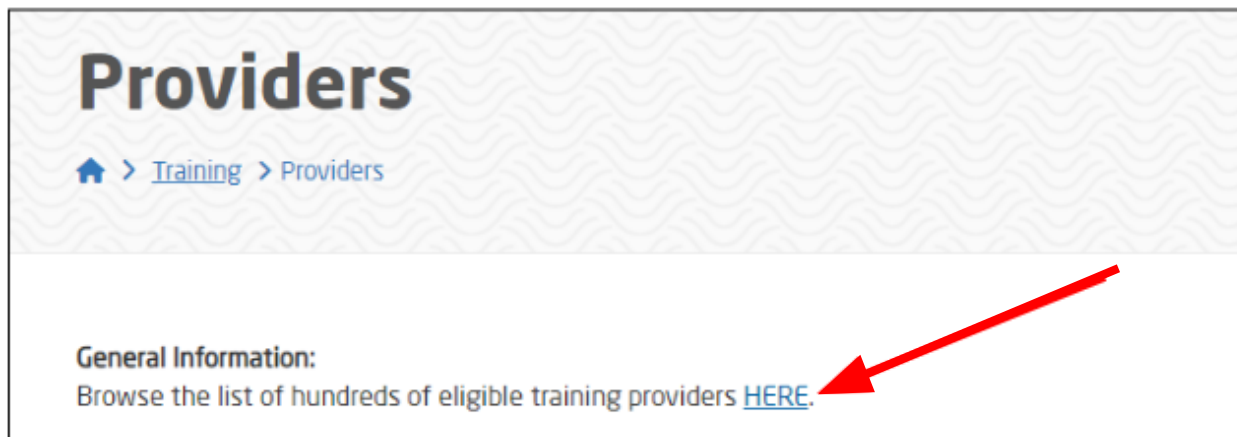 Providers
> Training > Providers
General Information:
Browse the list of hundreds of eligible training providers HERE.